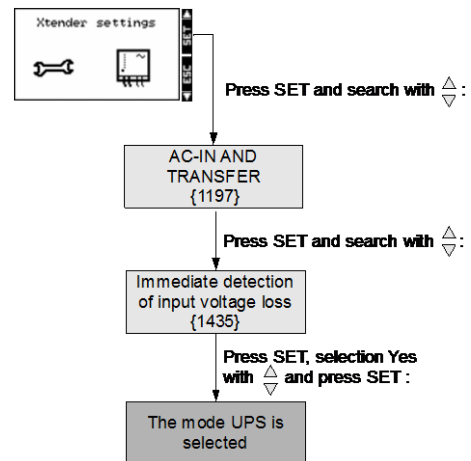 Xtender settings
SET
ESC
Press SET and search with :
AC-IN AND
TRANSFER
{1197}
Press SET and search with :
Immediate detection
of input voltage loss
{1435}
Press SET, selection Yes
with and press SET :
The mode UPS is
selected